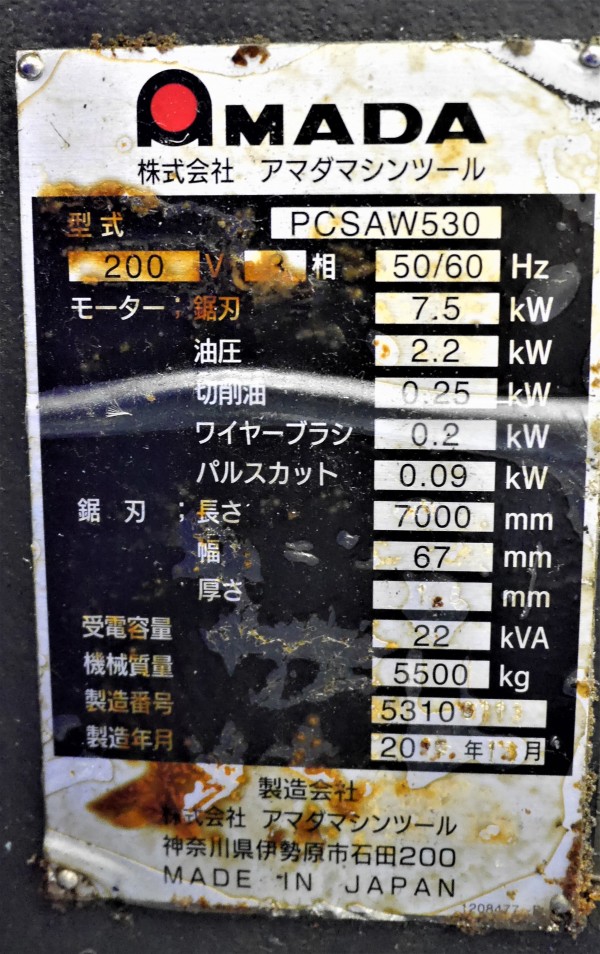 AMADA
株式会社 アマダマシンツール
型式 PCSAW530
200 V 3 相 50/60 Hz
モーター ; 鋸刃 7.5 kW
油圧 2.2 kW
切削油 0.25 kW
ワイヤーブラシ 0.2 kW
パルスカット 0.09 kW
鋸刃 ; 長さ 7000 mm
幅 67 mm
厚さ mm
受電容量 22 kVA
機械質量 5500 kg
製造番号
製造年月 年 月
製造会社
株式会社 アマダマシンツール
神奈川県伊勢原市石田200
MADE IN JAPAN
1208477